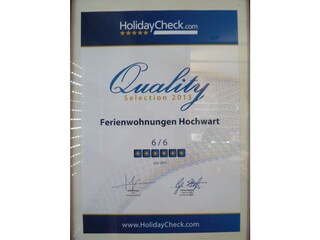 HolidayCheck.com
Quality
Selection 2013
Ferienwohnungen Hochwart
6 / 6
www.HolidayCheck.com